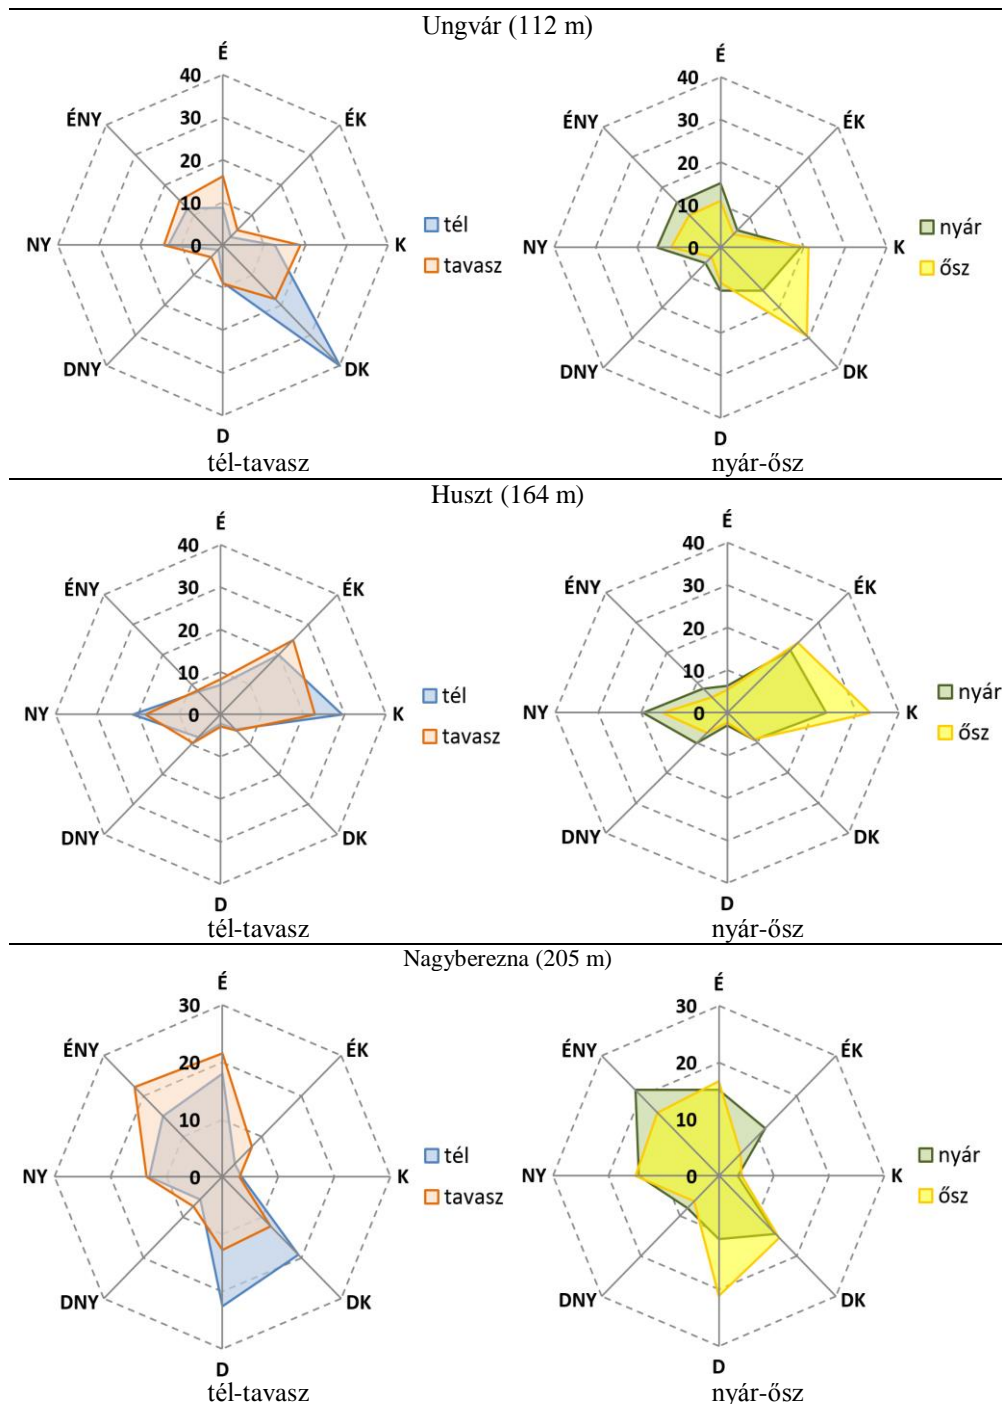 Ungvár (112 m)
É
40
30
20
10
0
ÉNY
ÉK
NY
K
DNY
DK
D
tél
tavasz
tél-tavasz
É
40
30
20
10
0
ÉNY
ÉK
NY
K
DNY
DK
D
nyár
ősz
nyár-ősz
Huszt (164 m)
É
40
30
20
10
0
ÉNY
ÉK
NY
K
DNY
DK
D
tél
tavasz
tél-tavasz
É
40
30
20
10
0
ÉNY
ÉK
NY
K
DNY
DK
D
nyár
ősz
nyár-ősz
Nagyberezna (205 m)
É
30
20
10
0
ÉNY
ÉK
NY
K
DNY
DK
D
tél
tavasz
tél-tavasz
É
30
20
10
0
ÉNY
ÉK
NY
K
DNY
DK
D
nyár
ősz
nyár-ősz